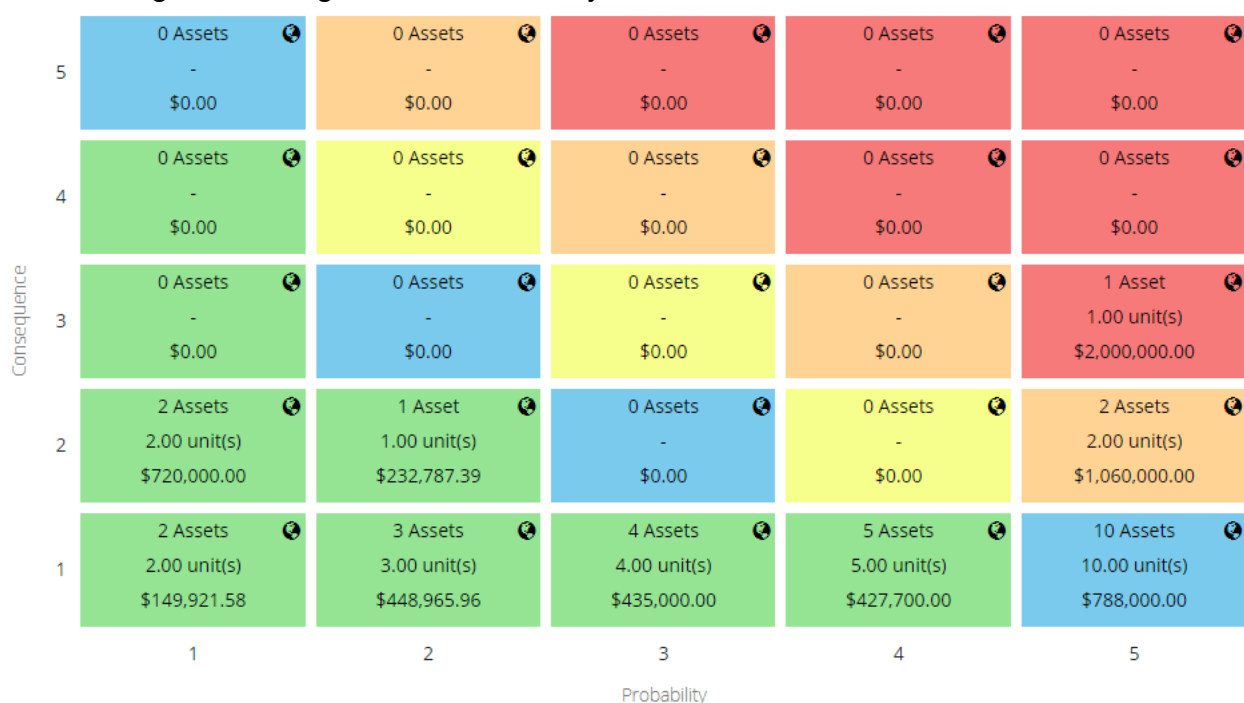 5
0 Assets
-
$0.00
0 Assets
-
$0.00
0 Assets
-
$0.00
0 Assets
-
$0.00
0 Assets
-
$0.00
4
0 Assets
-
$0.00
0 Assets
-
$0.00
0 Assets
-
$0.00
0 Assets
-
$0.00
0 Assets
-
$0.00
Consequence
3
0 Assets
-
$0.00
0 Assets
-
$0.00
0 Assets
-
$0.00
0 Assets
-
$0.00
1 Asset
1.00 unit(s)
$2,000,000.00
2
2 Assets
2.00 unit(s)
$720,000.00
1 Asset
1.00 unit(s)
$232,787.39
0 Assets
-
$0.00
0 Assets
-
$0.00
2 Assets
2.00 unit(s)
$1,060,000.00
1
2 Assets
2.00 unit(s)
$149,921.58
3 Assets
3.00 unit(s)
$448,965.96
4 Assets
4.00 unit(s)
$435,000.00
5 Assets
5.00 unit(s)
$427,700.00
10 Assets
10.00 unit(s)
$788,000.00
1
2
3
4
5
Probability